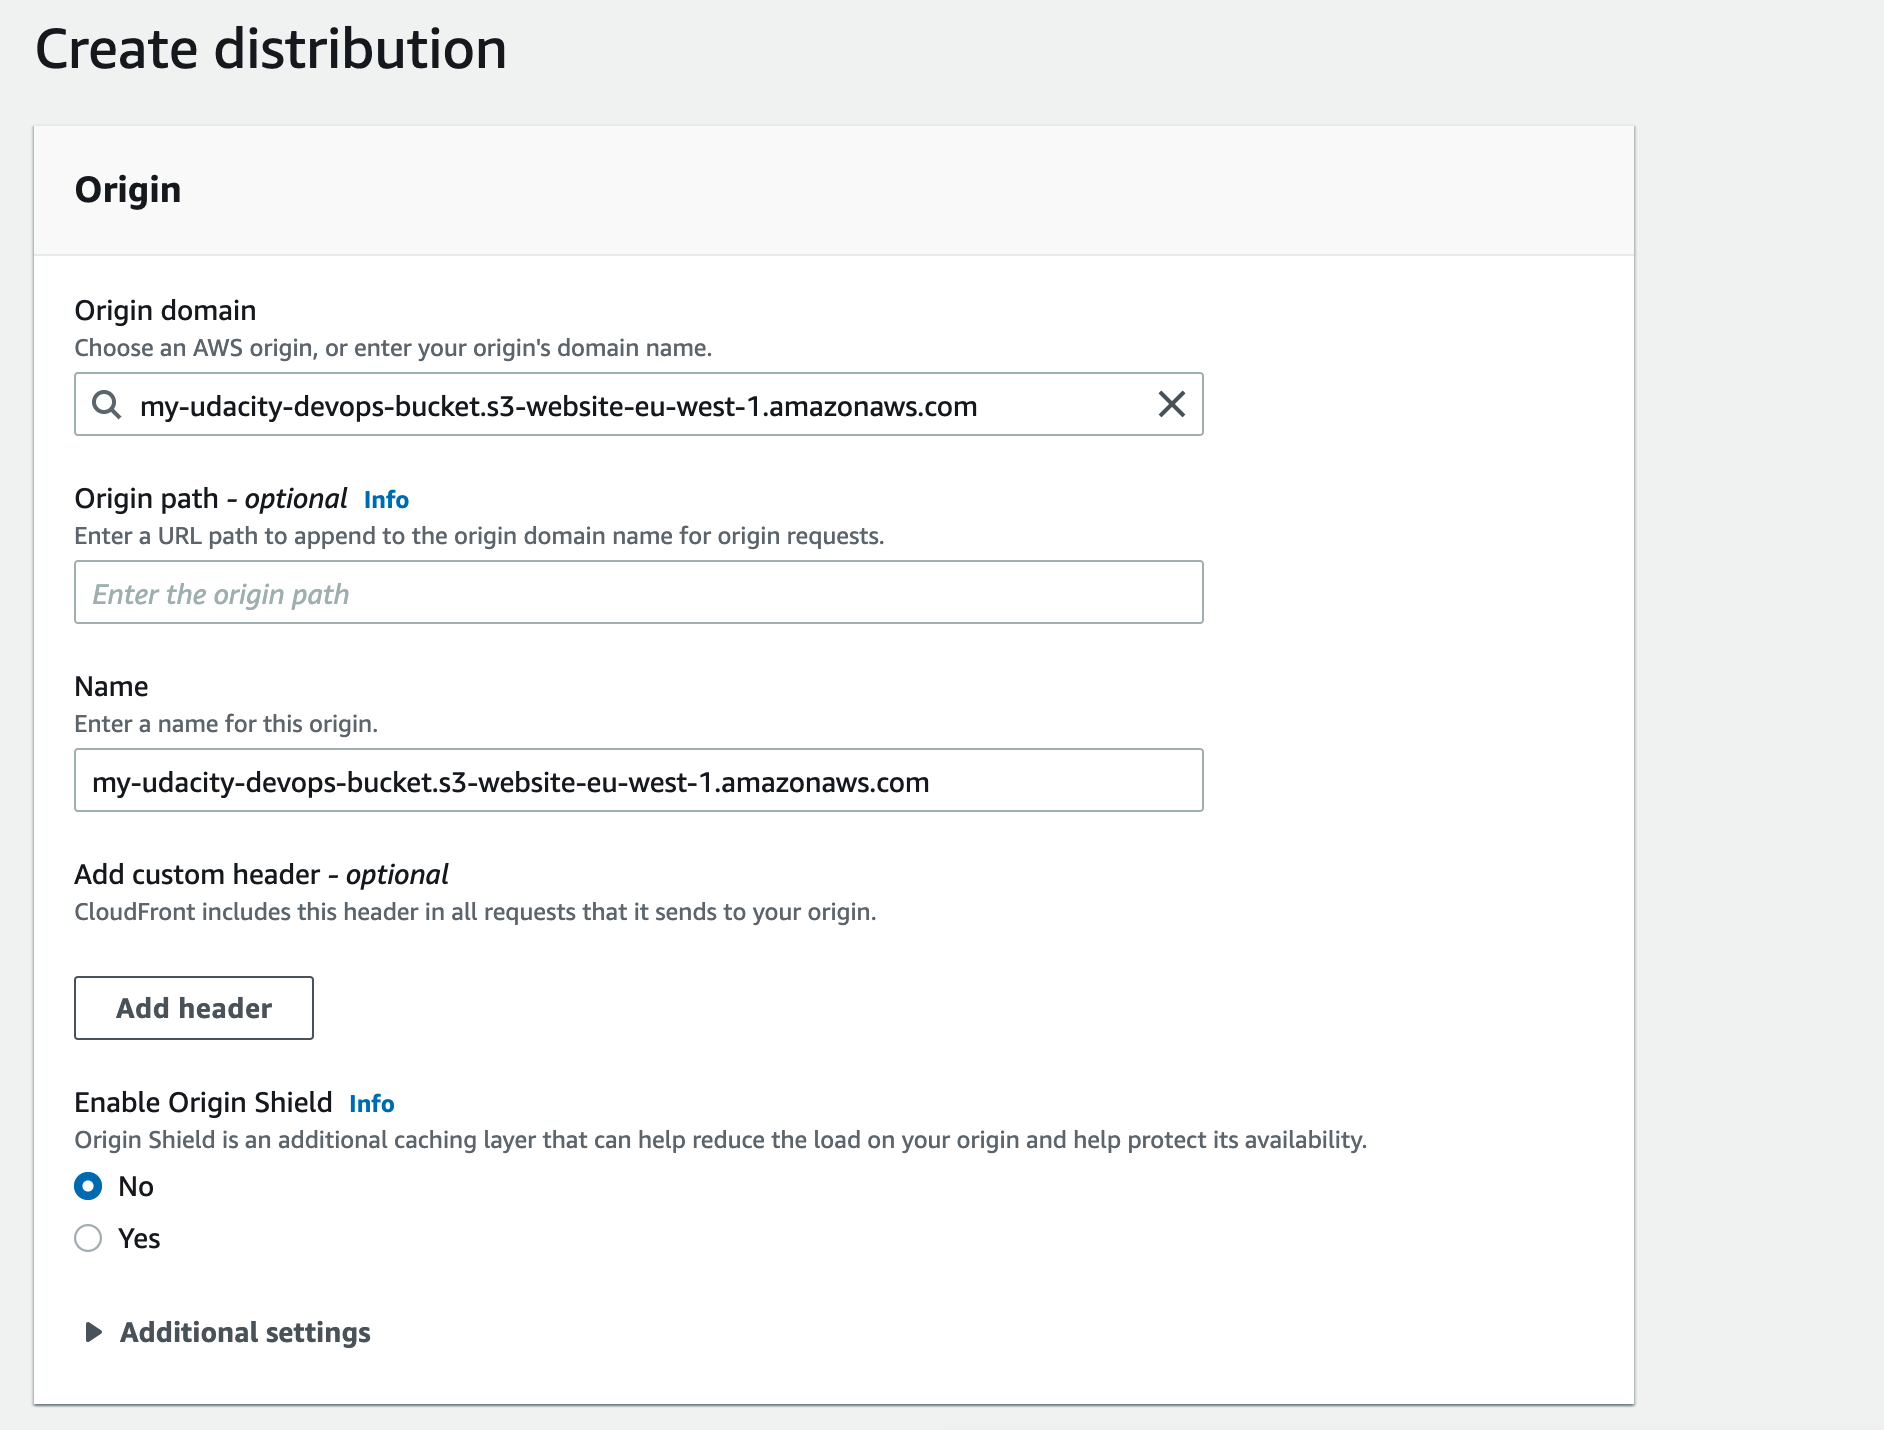 Create distribution
Origin
Origin domain
Choose an AWS origin, or enter your origin's domain name.
my-udacity-devops-bucket.s3-website-eu-west-1.amazonaws.com
Origin path - optional Info
Enter a URL path to append to the origin domain name for origin requests.
Enter the origin path
Name
Enter a name for this origin.
my-udacity-devops-bucket.s3-website-eu-west-1.amazonaws.com
Add custom header - optional
CloudFront includes this header in all requests that it sends to your origin.
Add header
Enable Origin Shield Info
Origin Shield is an additional caching layer that can help reduce the load on your origin and help protect its availability.
No
Yes
Additional settings